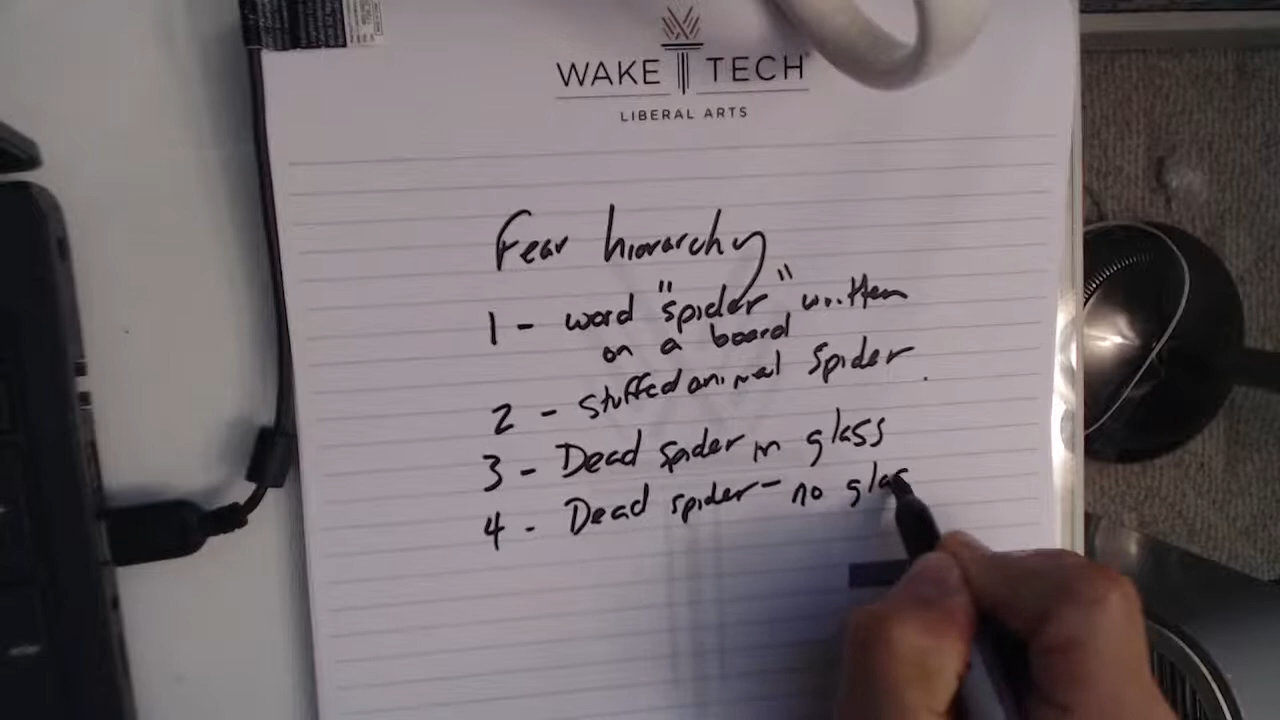 WAKE TECH
LIBERAL ARTS
Fear hierarchy
1 - word "spider" written
on a board
2 - stuffed animal spider.
3 - Dead spider in glass
4 - Dead spider - no glas